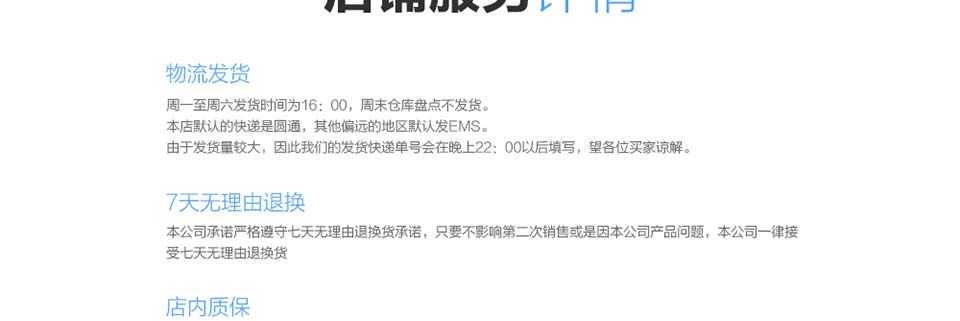 店铺服务详情
物流发货
周一至周六发货时间为16：00，周末仓库盘点不发货。
本店默认的快递是圆通，其他偏远的地区默认发EMS。
由于发货量较大，因此我们的发货快递单号会在晚上22：00以后填写，望各位买家谅解。
7天无理由退换
本公司承诺严格遵守七天无理由退换货承诺，只要不影响第二次销售或是因本公司产品问题，本公司一律接
受七天无理由退换货
店内质保